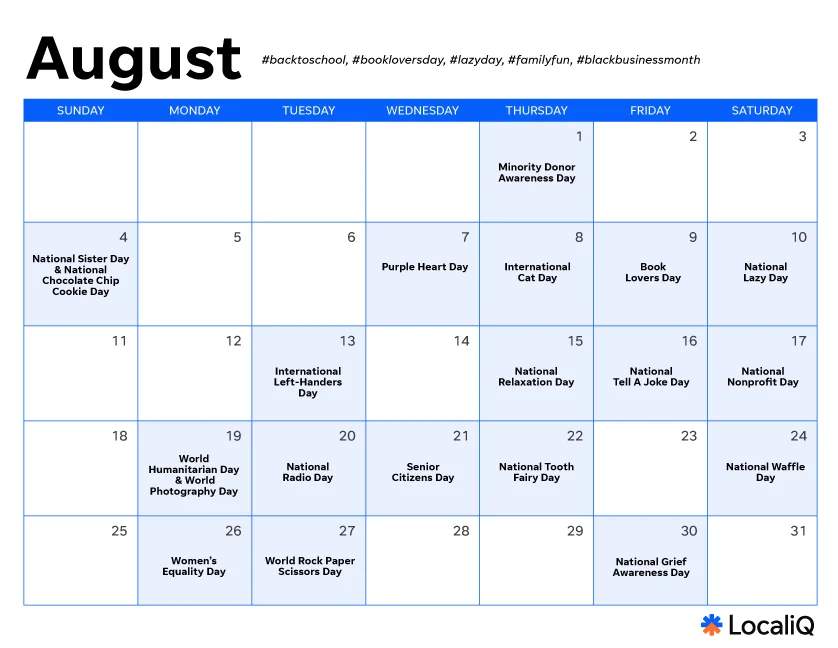 August
#backtoschool, #bookloversday, #lazyday, #familyfun, #blackbusinessmonth
SUNDAY MONDAY TUESDAY WEDNESDAY THURSDAY FRIDAY SATURDAY
1
Minority Donor
Awareness Day
2
3
4
National Sister Day
& National
Chocolate Chip
Cookie Day
5
6
7
Purple Heart Day
8
International
Cat Day
9
Book
Lovers Day
10
National
Lazy Day
11
12
13
International
Left-Handers
Day
14
15
National
Relaxation Day
16
National
Tell A Joke Day
17
National
Nonprofit Day
18
19
World
Humanitarian Day
& World
Photography Day
20
National
Radio Day
21
Senior
Citizens Day
22
National Tooth
Fairy Day
23
24
National Waffle
Day
25
26
Women's
Equality Day
27
World Rock Paper
Scissors Day
28
29
30
National Grief
Awareness Day
31
LocaliQ